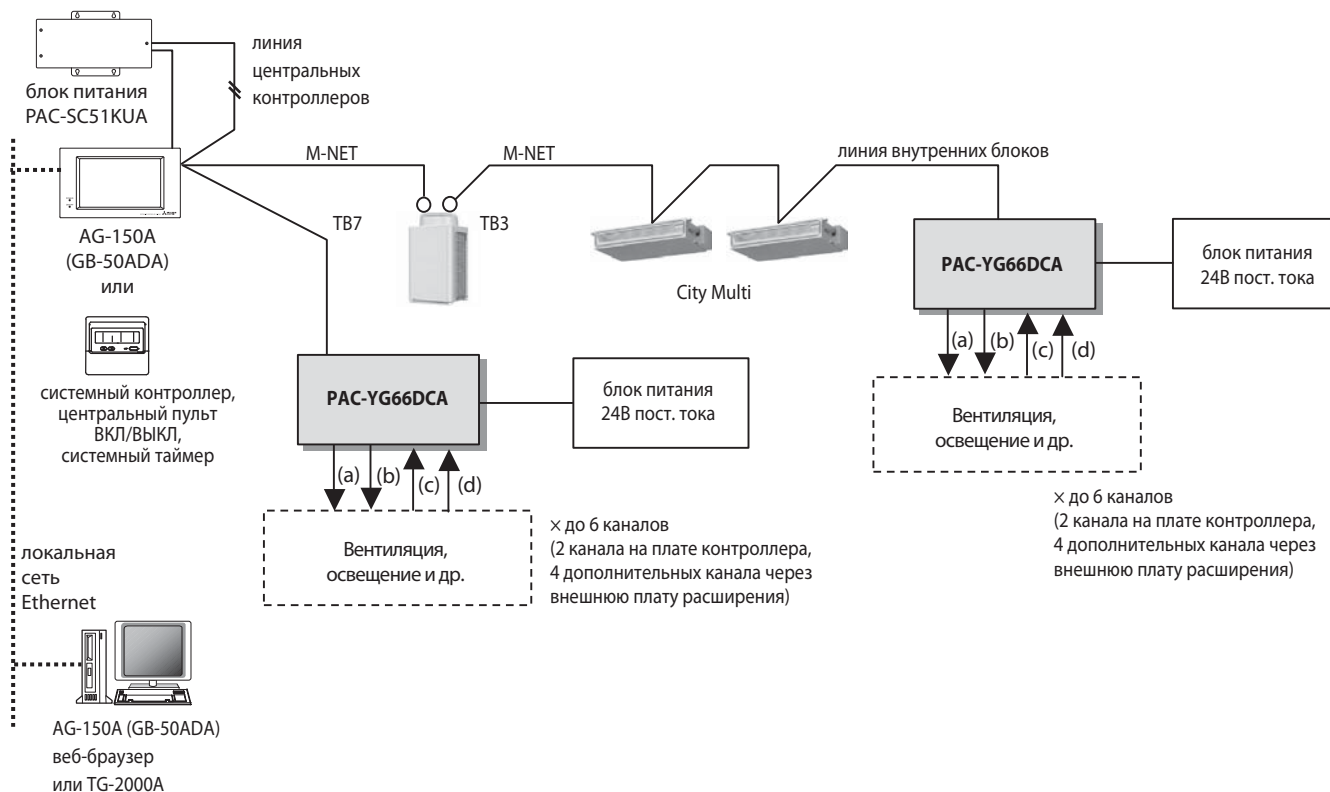 блок питания
PAC-SC51KUA
линия
центральных
контроллеров
AG-150A
(GB-50ADA)
или
системный контроллер,
центральный пульт
ВКЛ/ВЫКЛ,
системный таймер
M-NET
M-NET
линия внутренних блоков
TB7
TB3
City Multi
PAC-YG66DCA
блок питания
24В пост. тока
(a)
(b)
(c)
(d)
Вентиляция,
освещение и др.
× до 6 каналов
(2 канала на плате контроллера,
4 дополнительных канала через
внешнюю плату расширения)
PAC-YG66DCA
блок питания
24В пост. тока
(a)
(b)
(c)
(d)
Вентиляция,
освещение и др.
× до 6 каналов
(2 канала на плате контроллера,
4 дополнительных канала через
внешнюю плату расширения)
локальная
сеть
Ethernet
AG-150A (GB-50ADA)
веб-браузер
или TG-2000A